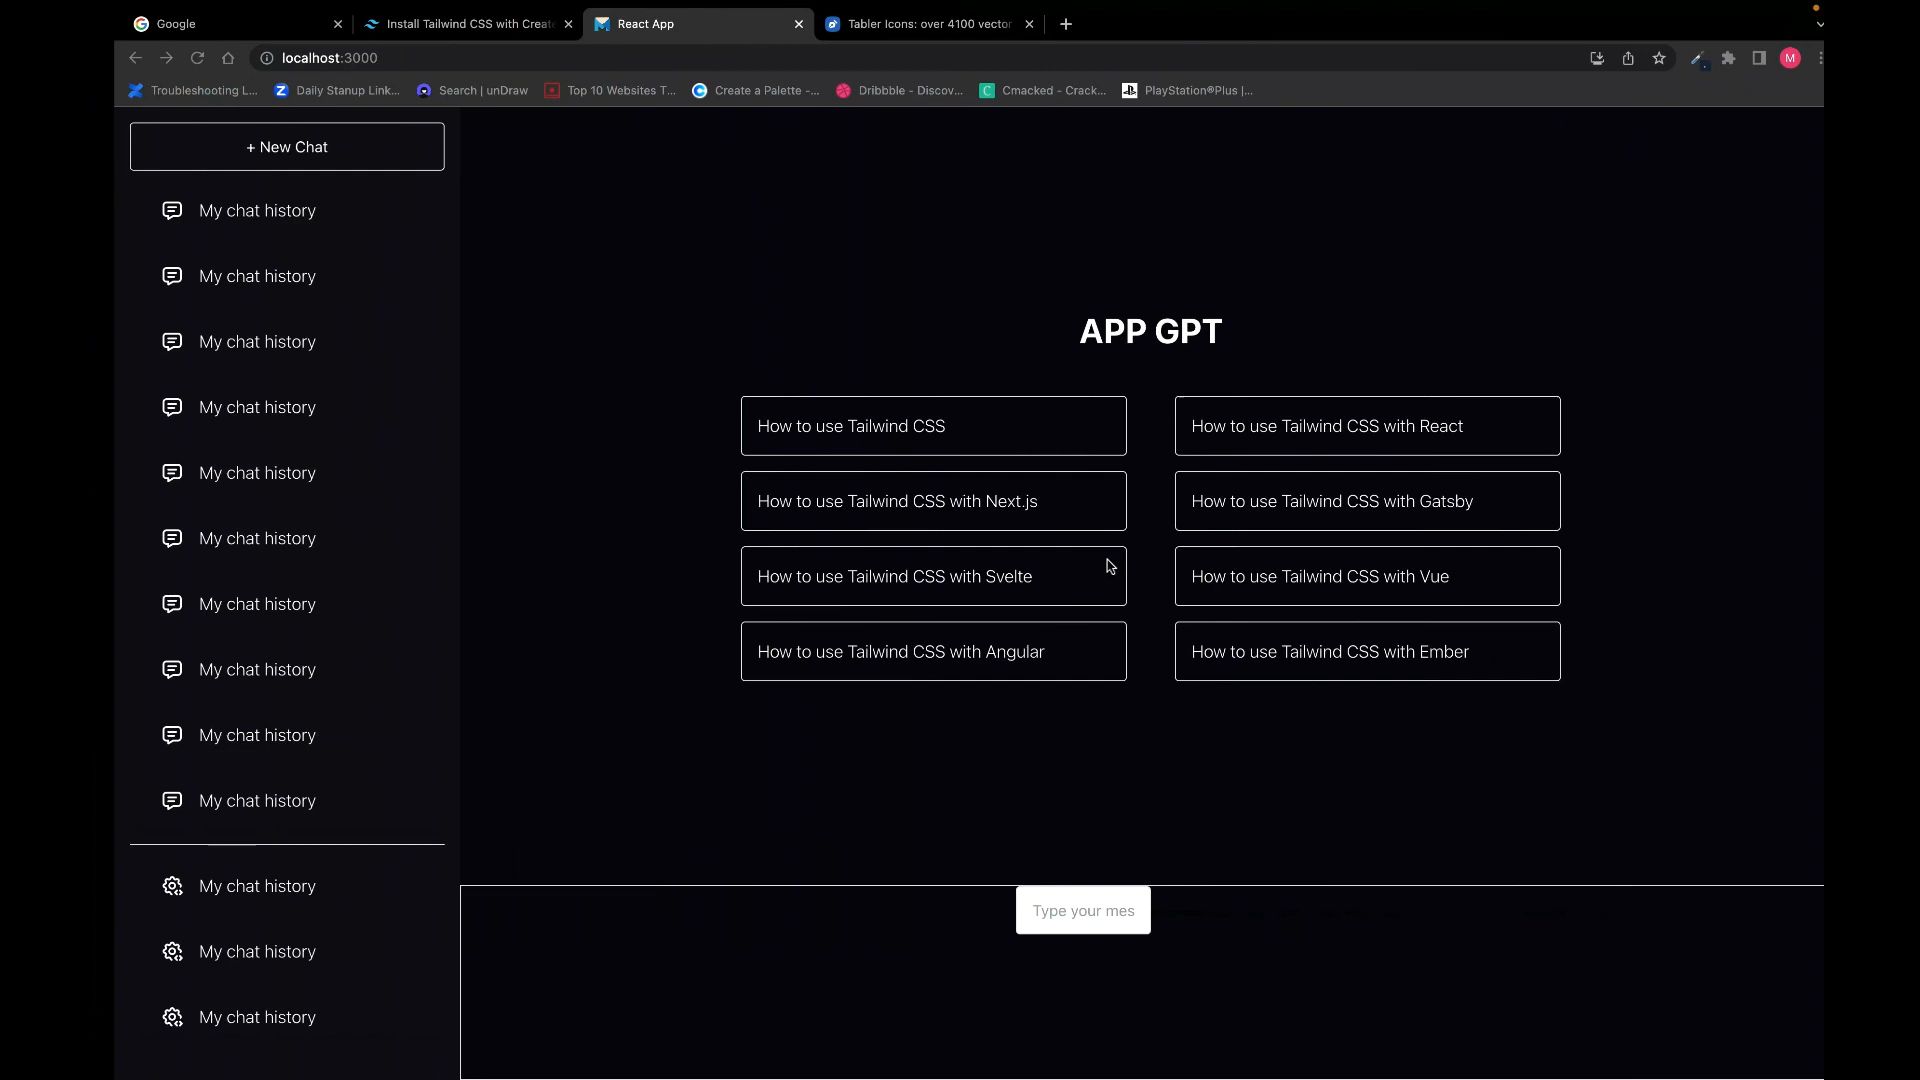 Google
Install Tailwind CSS with Create
React App
Tabler Icons: over 4100 vector
localhost:3000
M
Troubleshooting L...
Daily Stanup Link...
Search | unDraw
Top 10 Websites T...
Create a Palette -...
Dribbble - Discov...
Cmacked - Crack...
PlayStation®Plus |...
+ New Chat
My chat history
My chat history
My chat history
My chat history
My chat history
My chat history
My chat history
My chat history
My chat history
My chat history
My chat history
My chat history
My chat history
APP GPT
How to use Tailwind CSS
How to use Tailwind CSS with React
How to use Tailwind CSS with Next.js
How to use Tailwind CSS with Gatsby
How to use Tailwind CSS with Svelte
How to use Tailwind CSS with Vue
How to use Tailwind CSS with Angular
How to use Tailwind CSS with Ember
Type your mes